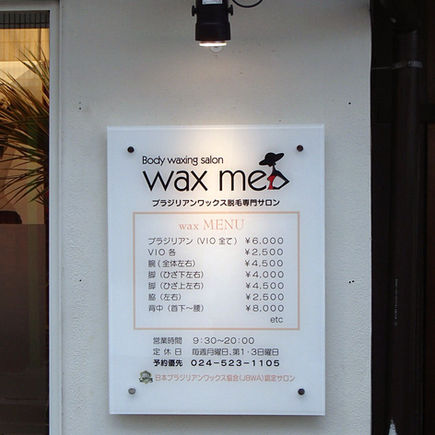 Body waxing salon
wax med
ブラジリアンワックス脱毛専門サロン
wax MENU
ブラジリアン(VIO全て) ¥6,000
VIO各 ¥2,500
腕(全体左右) ¥4,500
脚(ひざ下左右) ¥4,000
脚(ひざ上左右) ¥4,500
脇(左右) ¥2,500
背中(首下〜腰) ¥8,000
etc
営業時間 9:30〜20:00
定休日 毎週月曜日、第1・3日曜日
予約優先 024-523-1105
日本ブラジリアンワックス協会(JBWA)認定サロン